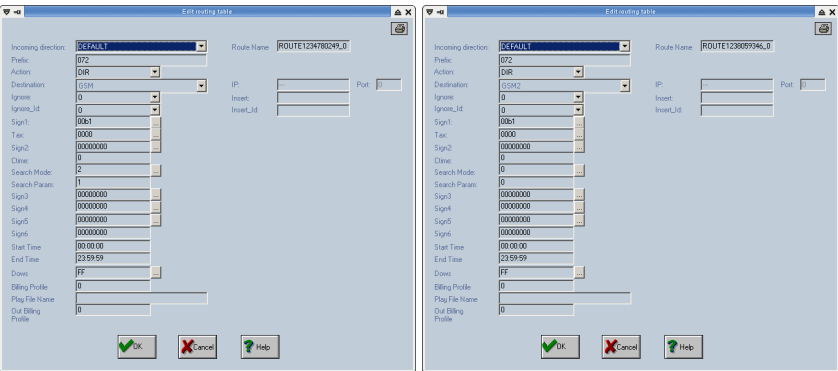 Edit routing table
Incoming direction: DEFAULT Route Name ROUTE1234780249_0
Prefix: 072
Action: DIR
Destination: GSM IP: --- Port: 0
Ignore: 0 Insert:
Ignore_Id: 0 Insert_Id:
Sign1: 00b1 ...
Tax: 0000 ...
Sign2: 00000000 ...
Ctime: 0
Search Mode: 2 ...
Search Param: 1
Sign3 00000000 ...
Sign4 00000000 ...
Sign5 00000000 ...
Sign6 00000000
Start Time 00:00:00
End Time 23:59:59
Dows FF ...
Billing Profile 0
Play File Name
Out Billing Profile 0
OK Cancel Help
Edit routing table
Incoming direction: DEFAULT Route Name ROUTE1238059346_0
Prefix: 072
Action: DIR
Destination: GSM2 IP: --- Port: 0
Ignore: 0 Insert:
Ignore_Id: 0 Insert_Id:
Sign1: 00b1 ...
Tax: 0000 ...
Sign2: 00000000 ...
Ctime: 0
Search Mode: 0 ...
Search Param: 0
Sign3 00000000 ...
Sign4 00000000 ...
Sign5 00000000 ...
Sign6 00000000
Start Time 00:00:00
End Time 23:59:59
Dows FF ...
Billing Profile 0
Play File Name
Out Billing Profile 0
OK Cancel Help